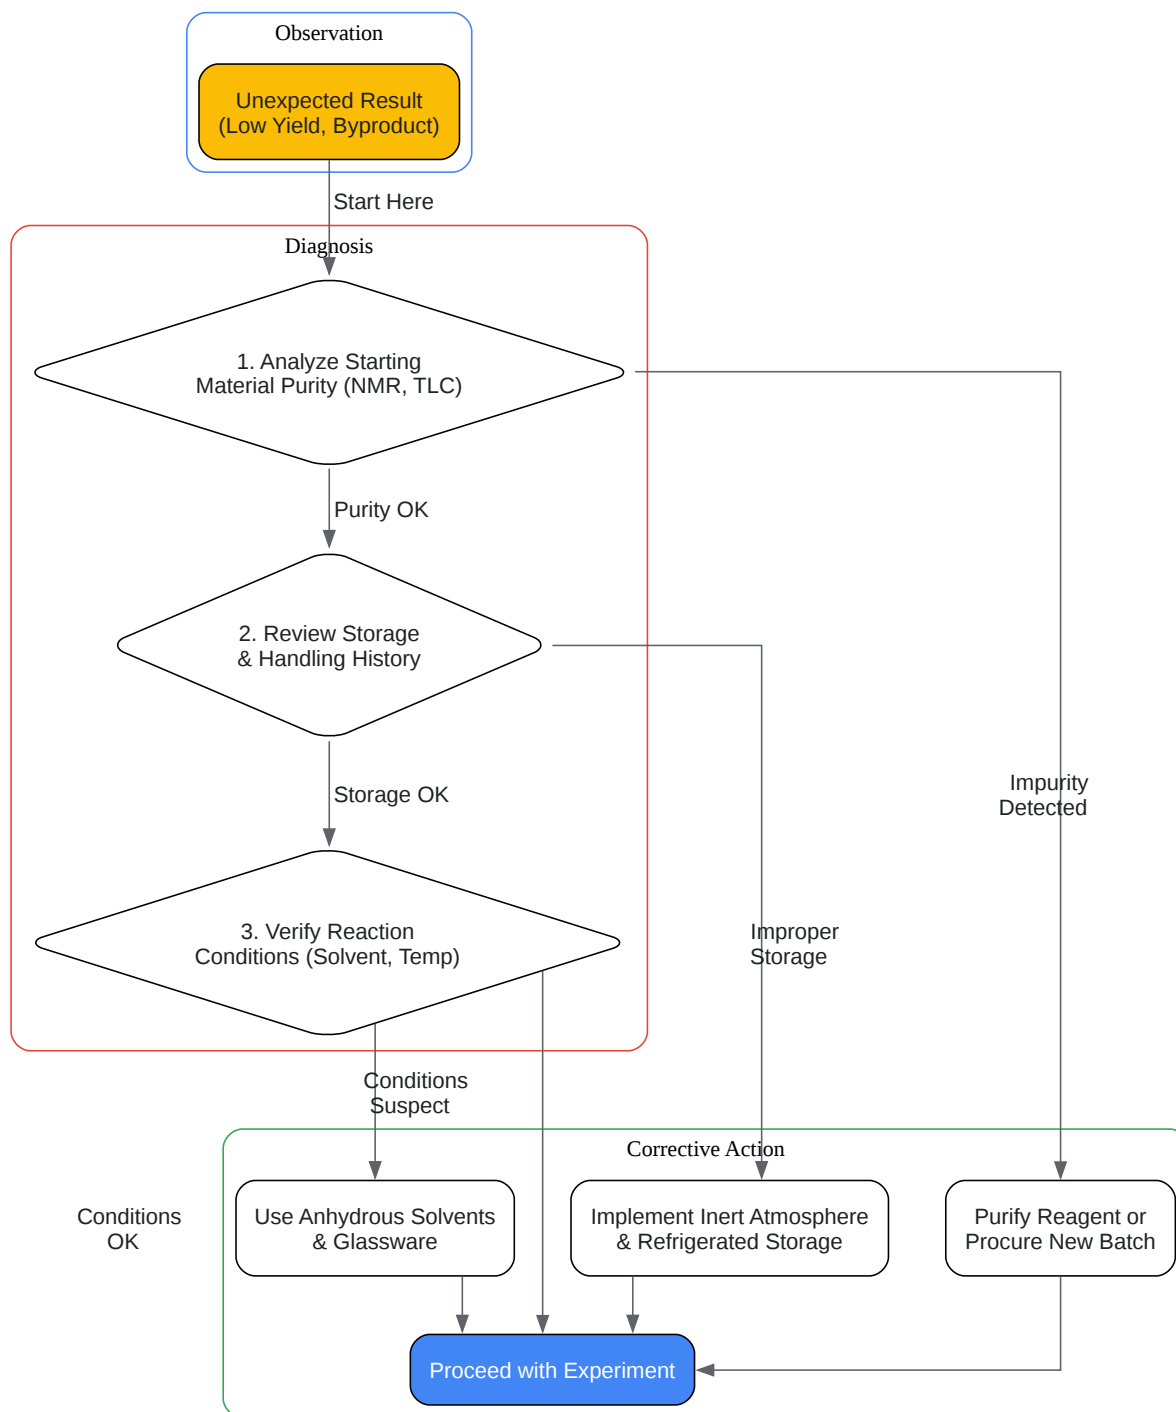 Observation
Unexpected Result
(Low Yield, Byproduct)
Start Here
Diagnosis
1. Analyze Starting
Material Purity (NMR, TLC)
Purity OK
2. Review Storage
& Handling History
Storage OK
Impurity
Detected
3. Verify Reaction
Conditions (Solvent, Temp)
Improper
Storage
Conditions
Suspect
Corrective Action
Conditions
OK
Use Anhydrous Solvents
& Glassware
Implement Inert Atmosphere
& Refrigerated Storage
Purify Reagent or
Procure New Batch
Proceed with Experiment